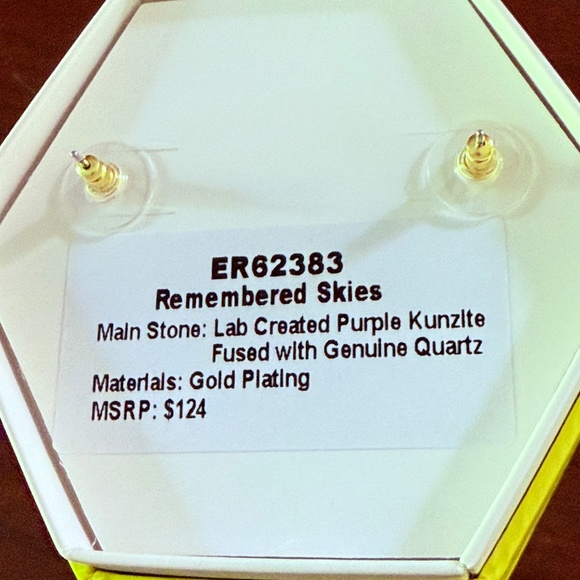 ER62383
Remembered Skies
Main Stone: Lab Created Purple Kunzite
Fused with Genuine Quartz
Materials: Gold Plating
MSRP: $124